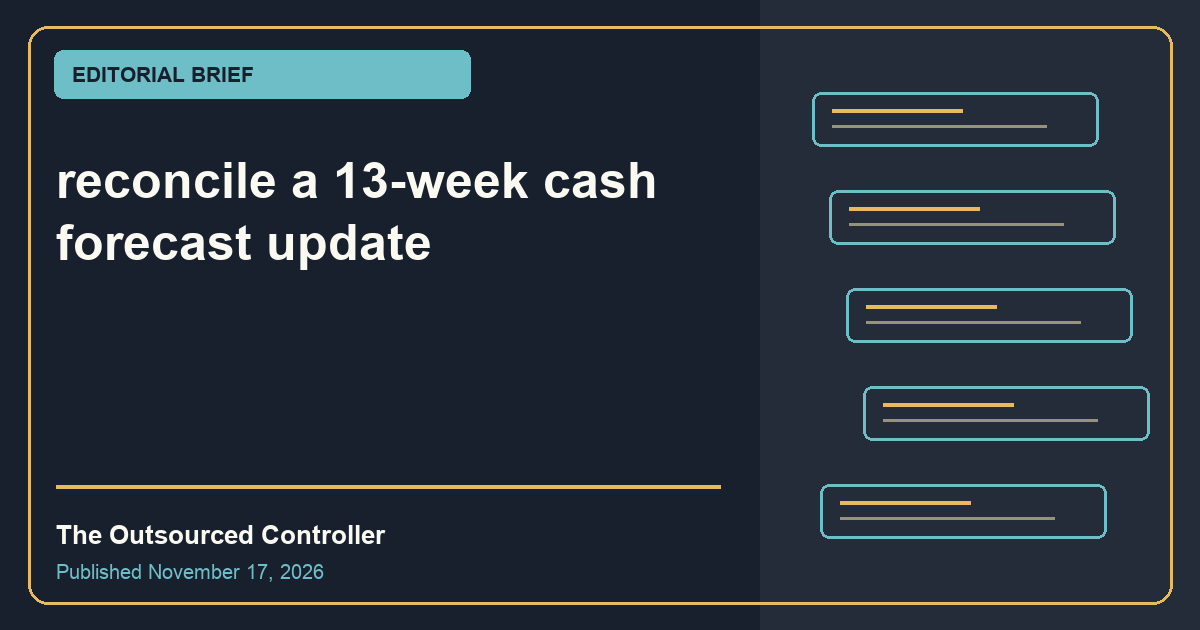 EDITORIAL BRIEF
reconcile a 13-week cash
forecast update
The Outsourced Controller
Published November 17, 2026